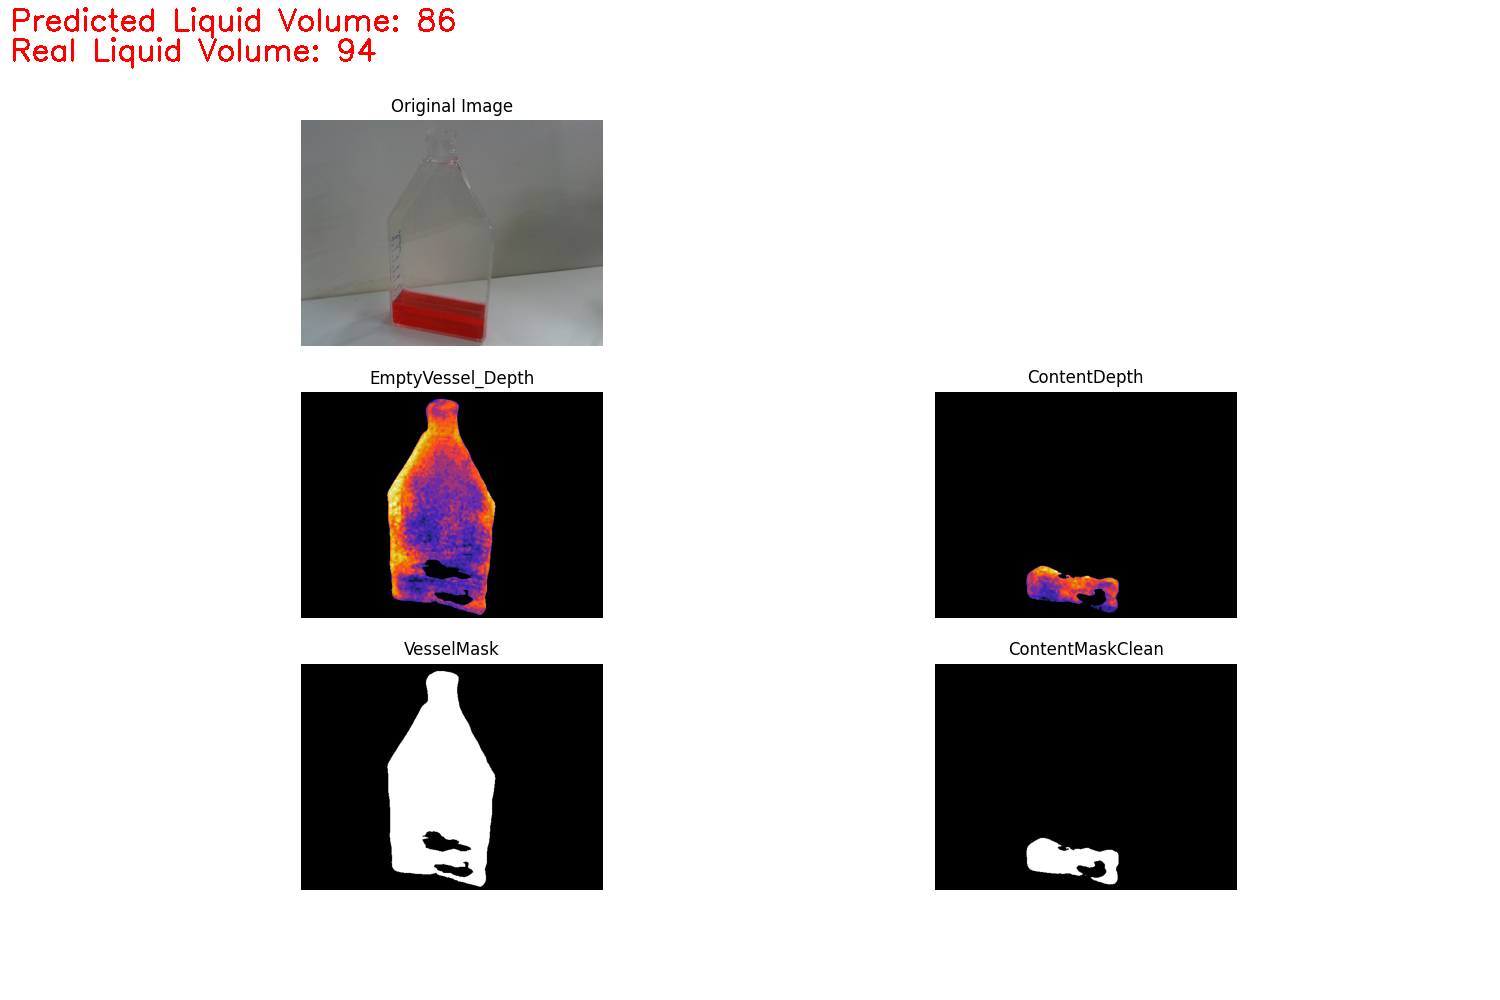 Predicted Liquid Volume: 86
Real Liquid Volume: 94
Original Image
EmptyVessel_Depth
ContentDepth
VesselMask
ContentMaskClean